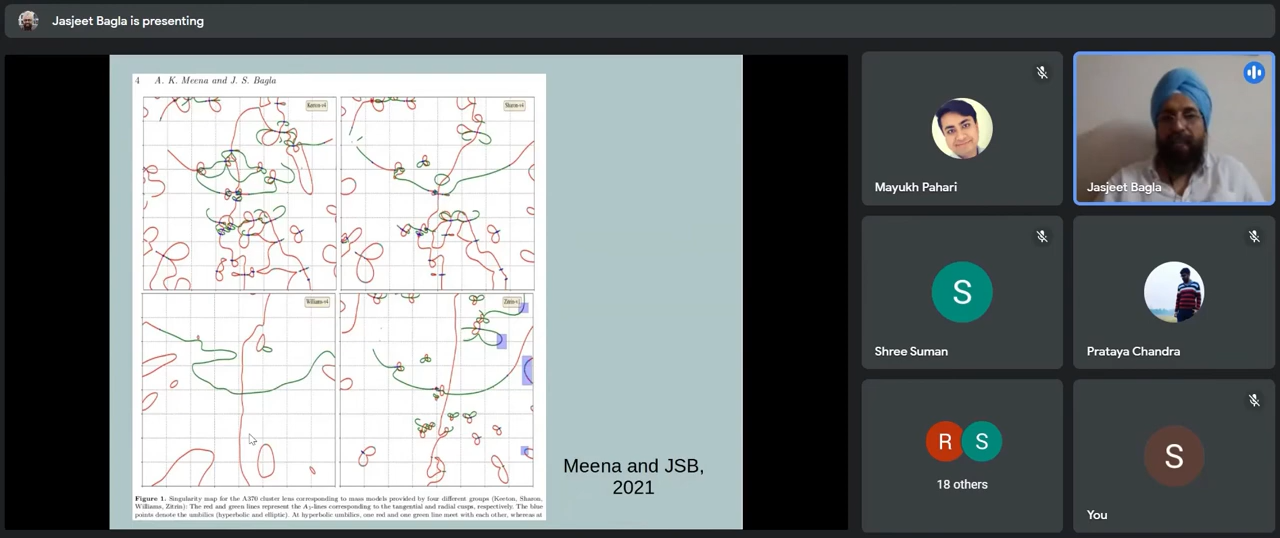 Jasjeet Bagla is presenting
4 A. K. Meena and J. S. Bagla
Keeton-v4
Sharon-v4
Williams-v4
Figure 1. Singularity map for the A370 cluster lens corresponding to mass models provided by four different groups (Keeton, Sharon,
Williams, Zitrin): The red and green lines represent the A₃-lines corresponding to the tangential and radial cusps, respectively. The blue
points denote the umbilics (hyperbolic and elliptic). At hyperbolic umbilics, one red and one green line meet with each other, whereas at
Meena and JSB,
2021
Mayukh Pahari
Jasjeet Bagla
S
Shree Suman
Prataya Chandra
R
S
18 others
S
You